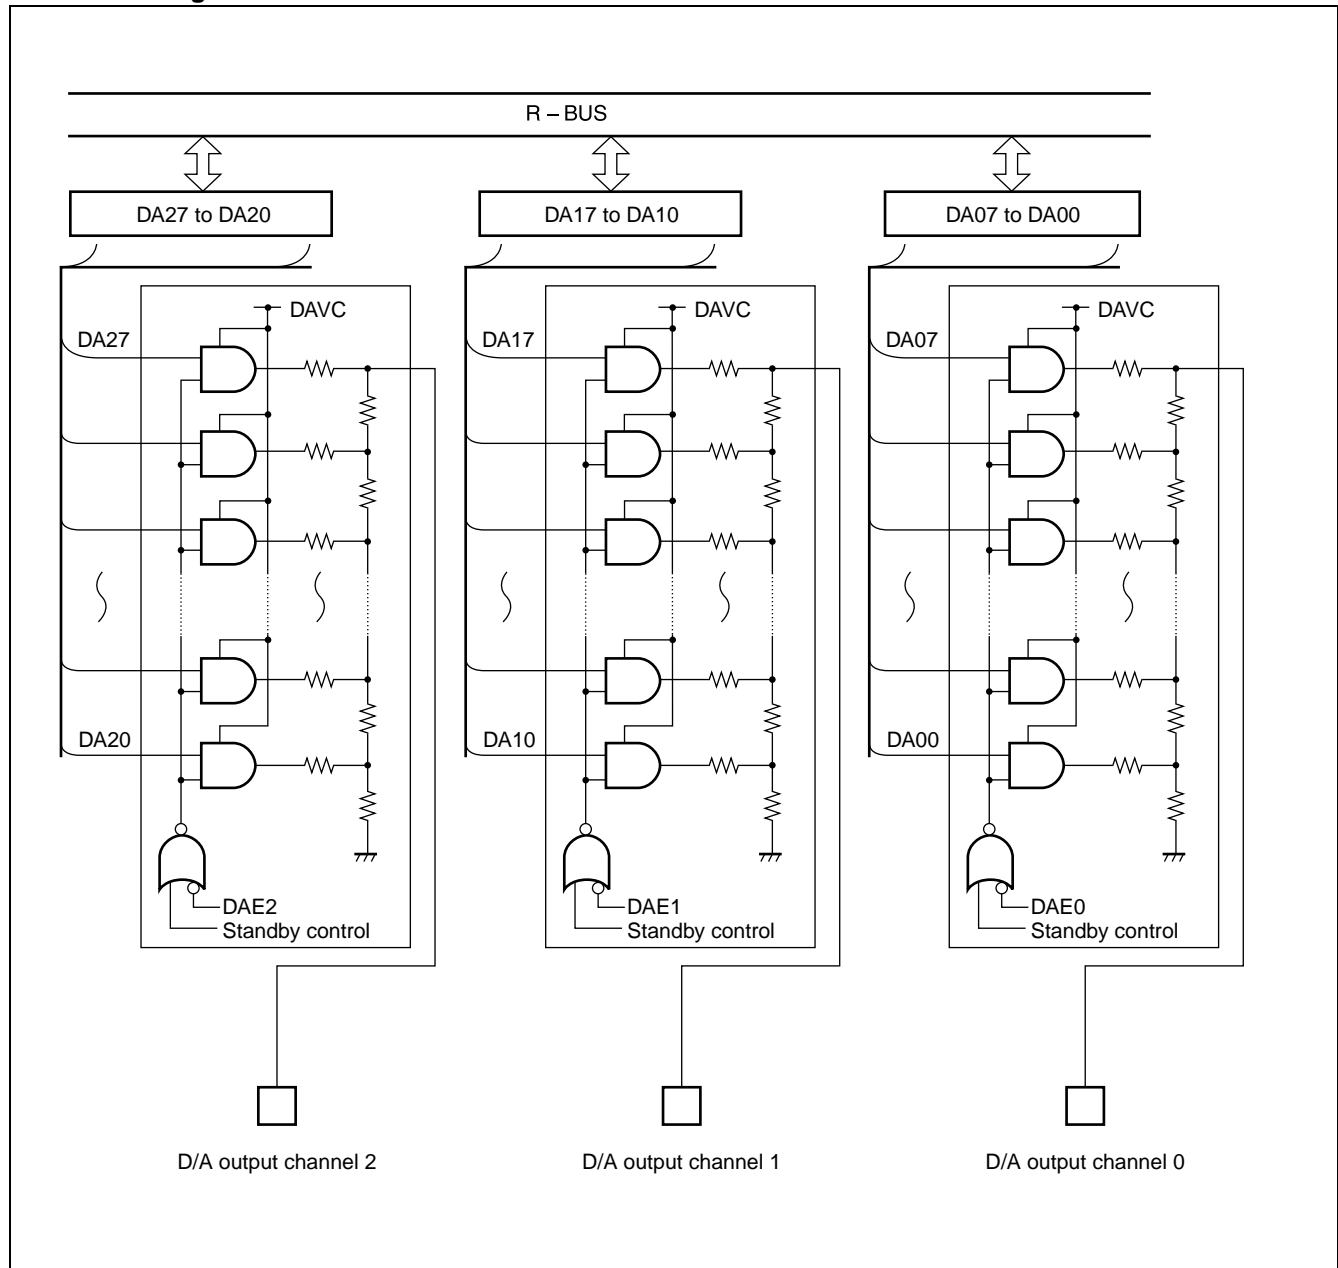 R – BUS
DA27 to DA20
DA17 to DA10
DA07 to DA00
DAVC
DAVC
DAVC
DA27
DA17
DA07
DA20
DA10
DA00
DAE2
Standby control
DAE1
Standby control
DAE0
Standby control
D/A output channel 2
D/A output channel 1
D/A output channel 0